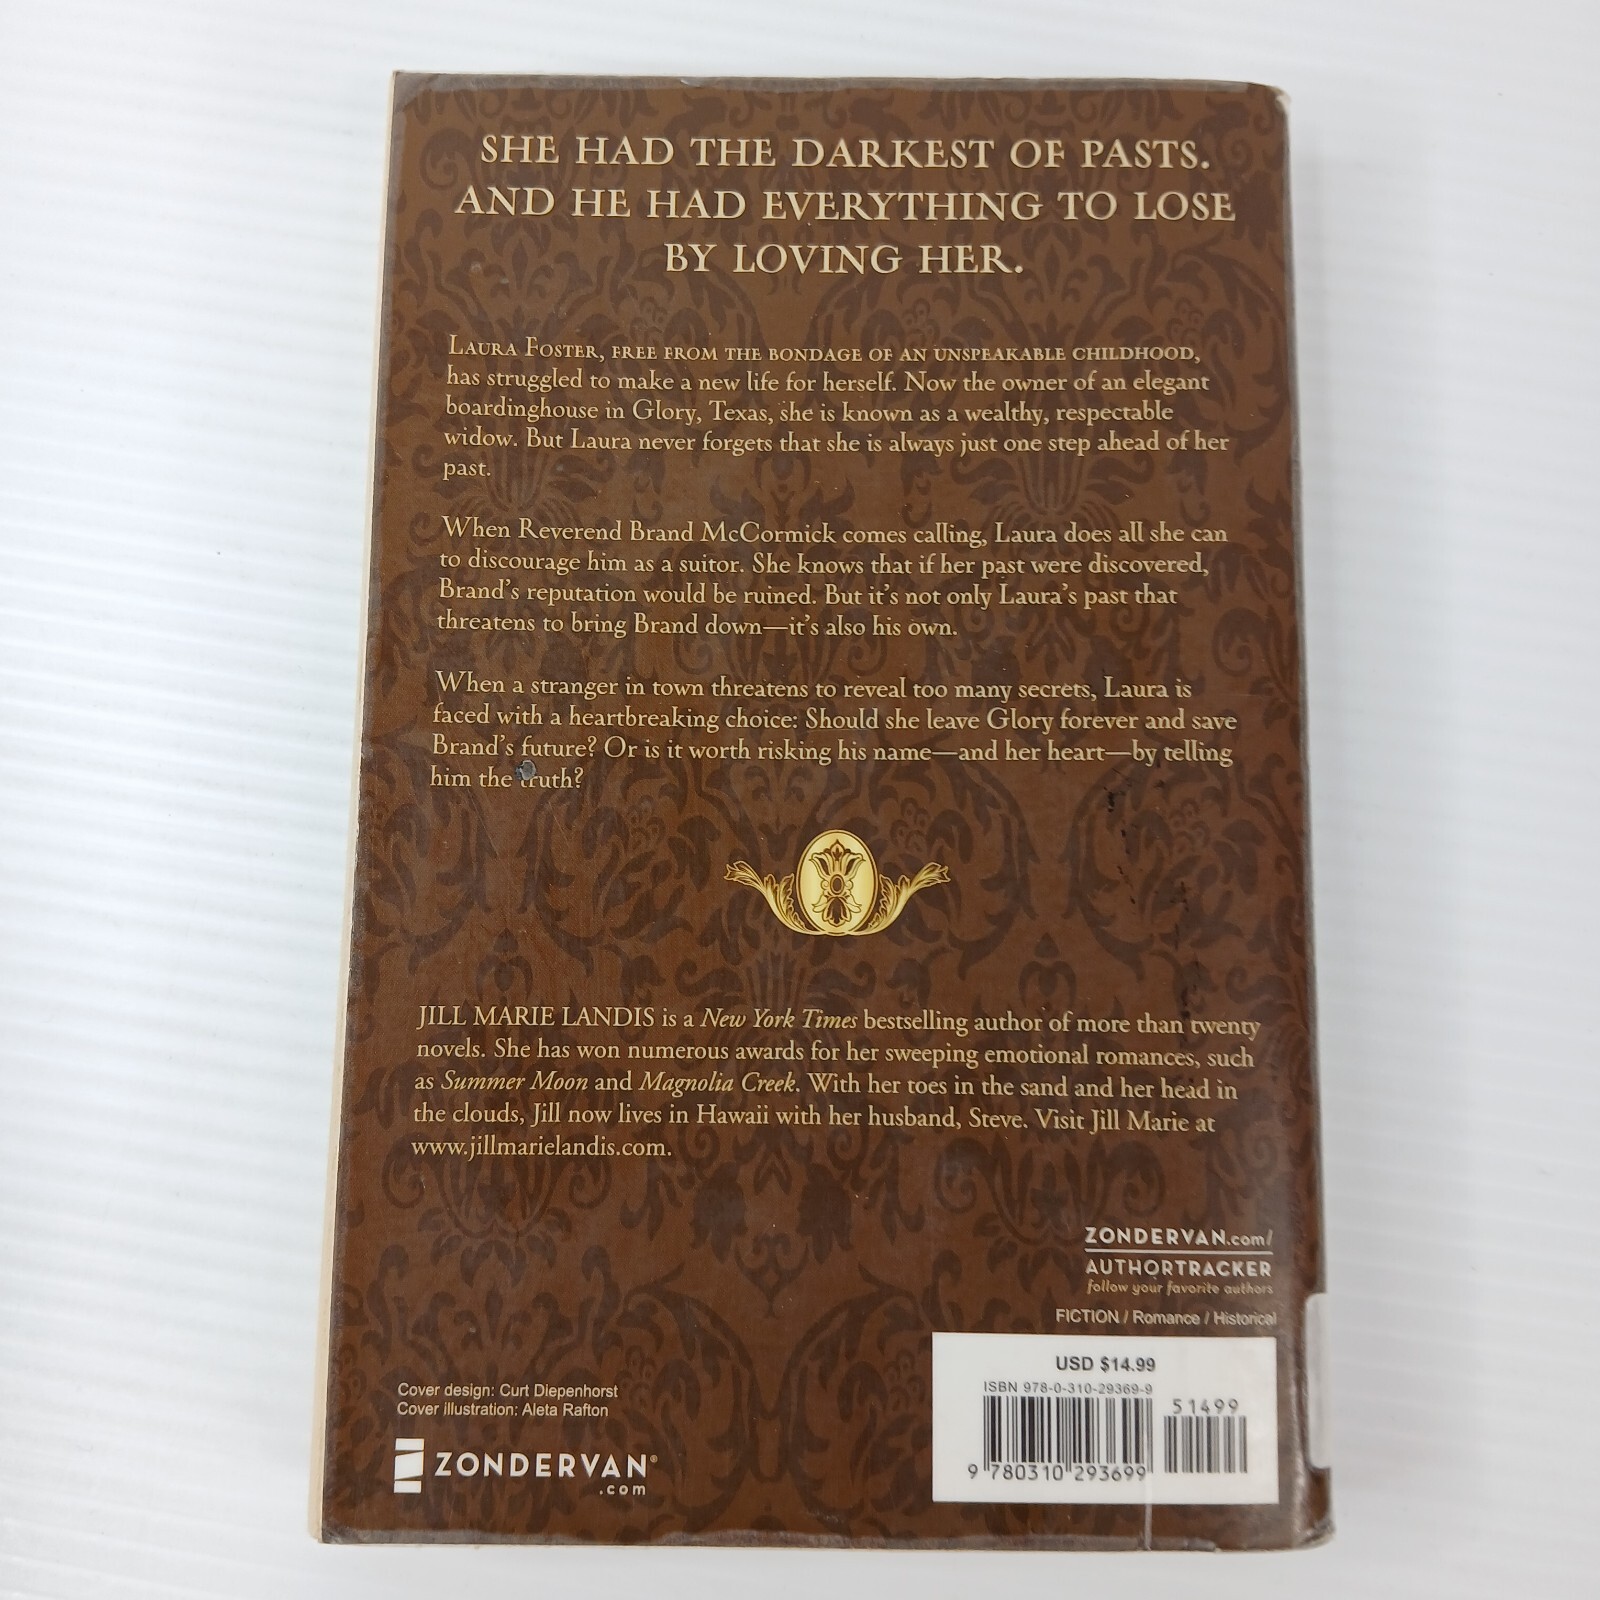 SHE HAD THE DARKEST OF PASTS.
AND HE HAD EVERYTHING TO LOSE
BY LOVING HER.
LAURA FOSTER, FREE FROM THE BONDAGE OF AN UNSPEAKABLE CHILDHOOD,
has struggled to make a new life for herself. Now the owner of an elegant
boardinghouse in Glory, Texas, she is known as a wealthy, respectable
widow. But Laura never forgets that she is always just one step ahead of her
past.
When Reverend Brand McCormick comes calling, Laura does all she can
to discourage him as a suitor. She knows that if her past were discovered,
Brand's reputation would be ruined. But it's not only Laura's past that
threatens to bring Brand down—it's also his own.
When a stranger in town threatens to reveal too many secrets, Laura is
faced with a heartbreaking choice: Should she leave Glory forever and save
Brand's future? Or is it worth risking his name—and her heart—by telling
him the truth?
JILL MARIE LANDIS is a New York Times bestselling author of more than twenty
novels. She has won numerous awards for her sweeping emotional romances, such
as Summer Moon and Magnolia Creek. With her toes in the sand and her head in
the clouds, Jill now lives in Hawaii with her husband, Steve. Visit Jill Marie at
www.jillmarielandis.com.
ZONDERVAN.com/
AUTHORTRACKER
follow your favorite authors
FICTION / Romance / Historical
USD $14.99
ISBN 978-0-310-29369-9
51499
9 780310 293699
Cover design: Curt Diepenhorst
Cover illustration: Aleta Rafton
ZONDERVAN®
.com